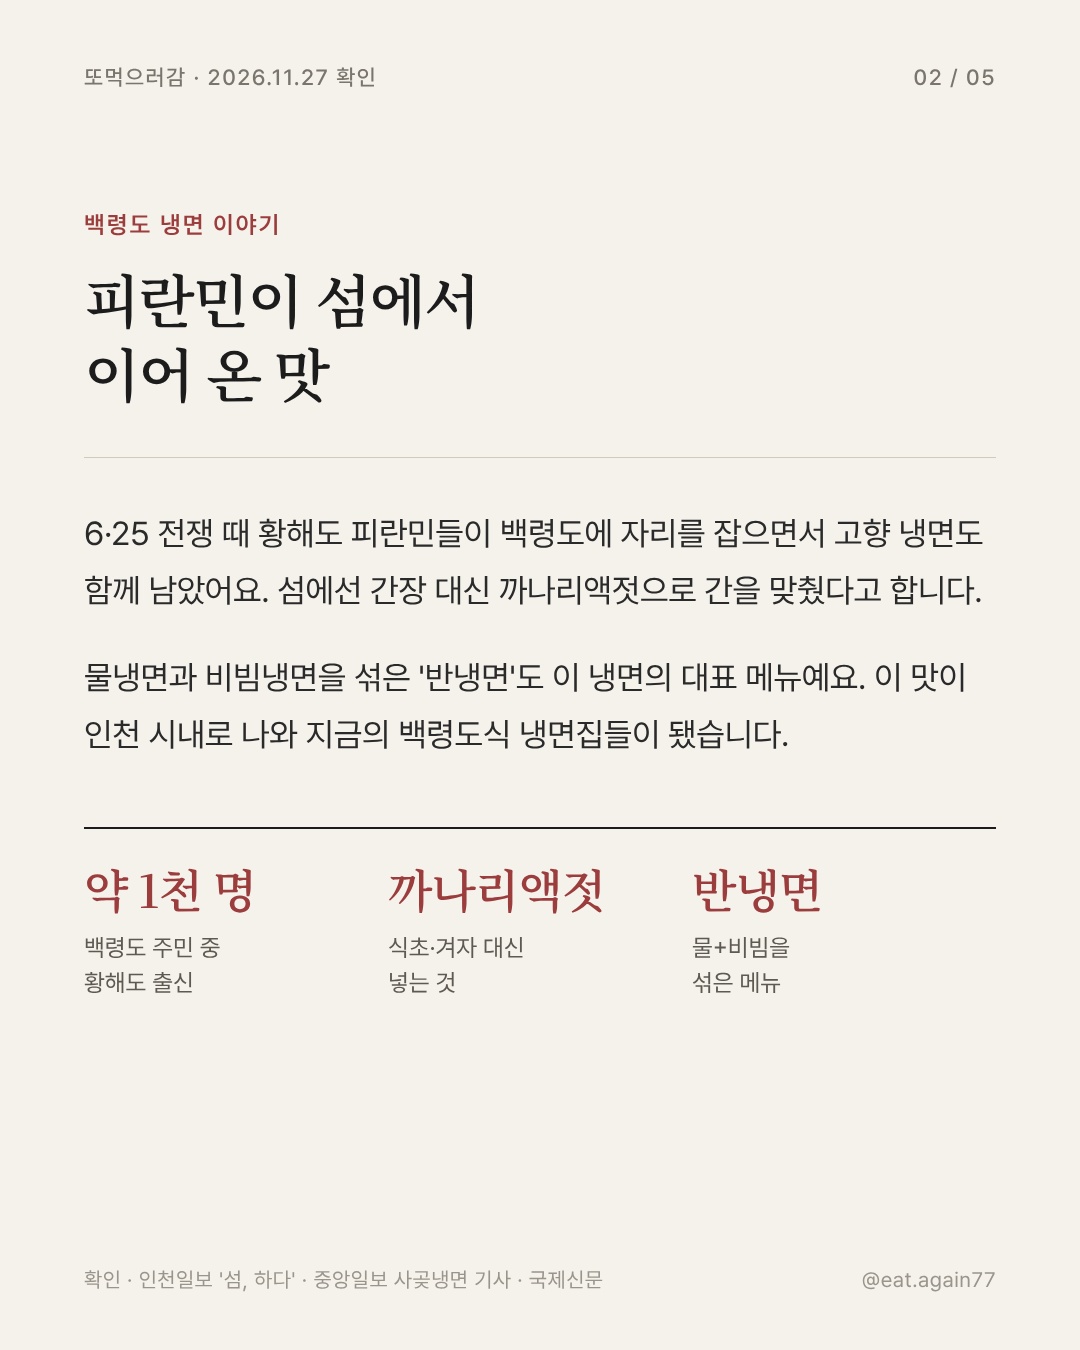 또먹으러감 · 2026.11.27 확인
02 / 05
백령도 냉면 이야기
피란민이 섬에서
이어 온 맛
6·25 전쟁 때 황해도 피란민들이 백령도에 자리를 잡으면서 고향 냉면도
함께 남았어요. 섬에선 간장 대신 까나리액젓으로 간을 맞췄다고 합니다.
물냉면과 비빔냉면을 섞은 '반냉면'도 이 냉면의 대표 메뉴예요. 이 맛이
인천 시내로 나와 지금의 백령도식 냉면집들이 됐습니다.
약 1천 명
백령도 주민 중
황해도 출신
까나리액젓
식초·겨자 대신
넣는 것
반냉면
물+비빔을
섞은 메뉴
확인 · 인천일보 '섬, 하다' · 중앙일보 사곶냉면 기사 · 국제신문
@eat.again77